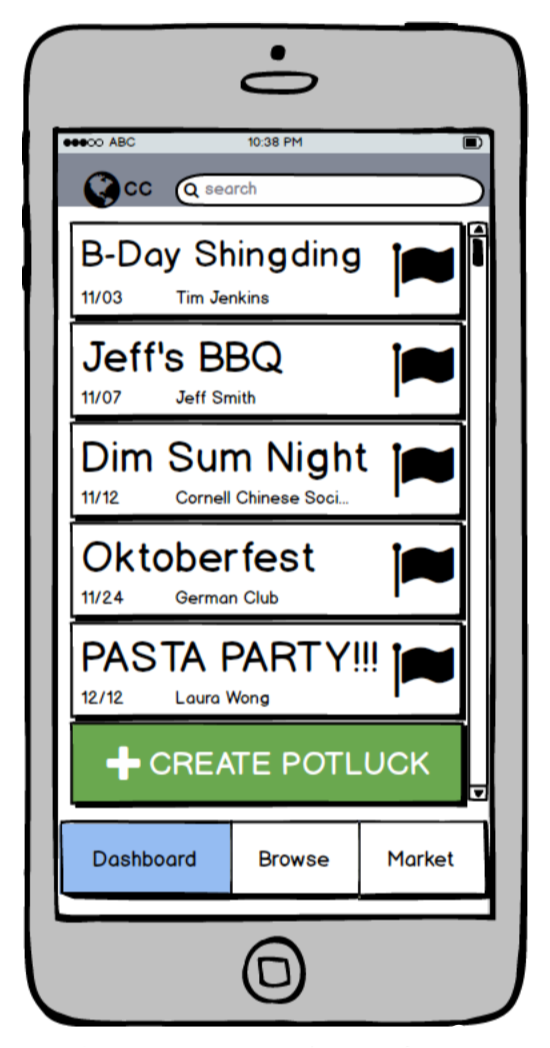 ABC 10:38 PM
CC search
B-Day Shingding
11/03 Tim Jenkins
Jeff's BBQ
11/07 Jeff Smith
Dim Sum Night
11/12 Cornell Chinese Soci...
Oktoberfest
11/24 German Club
PASTA PARTY!!!
12/12 Laura Wong
CREATE POTLUCK
Dashboard Browse Market